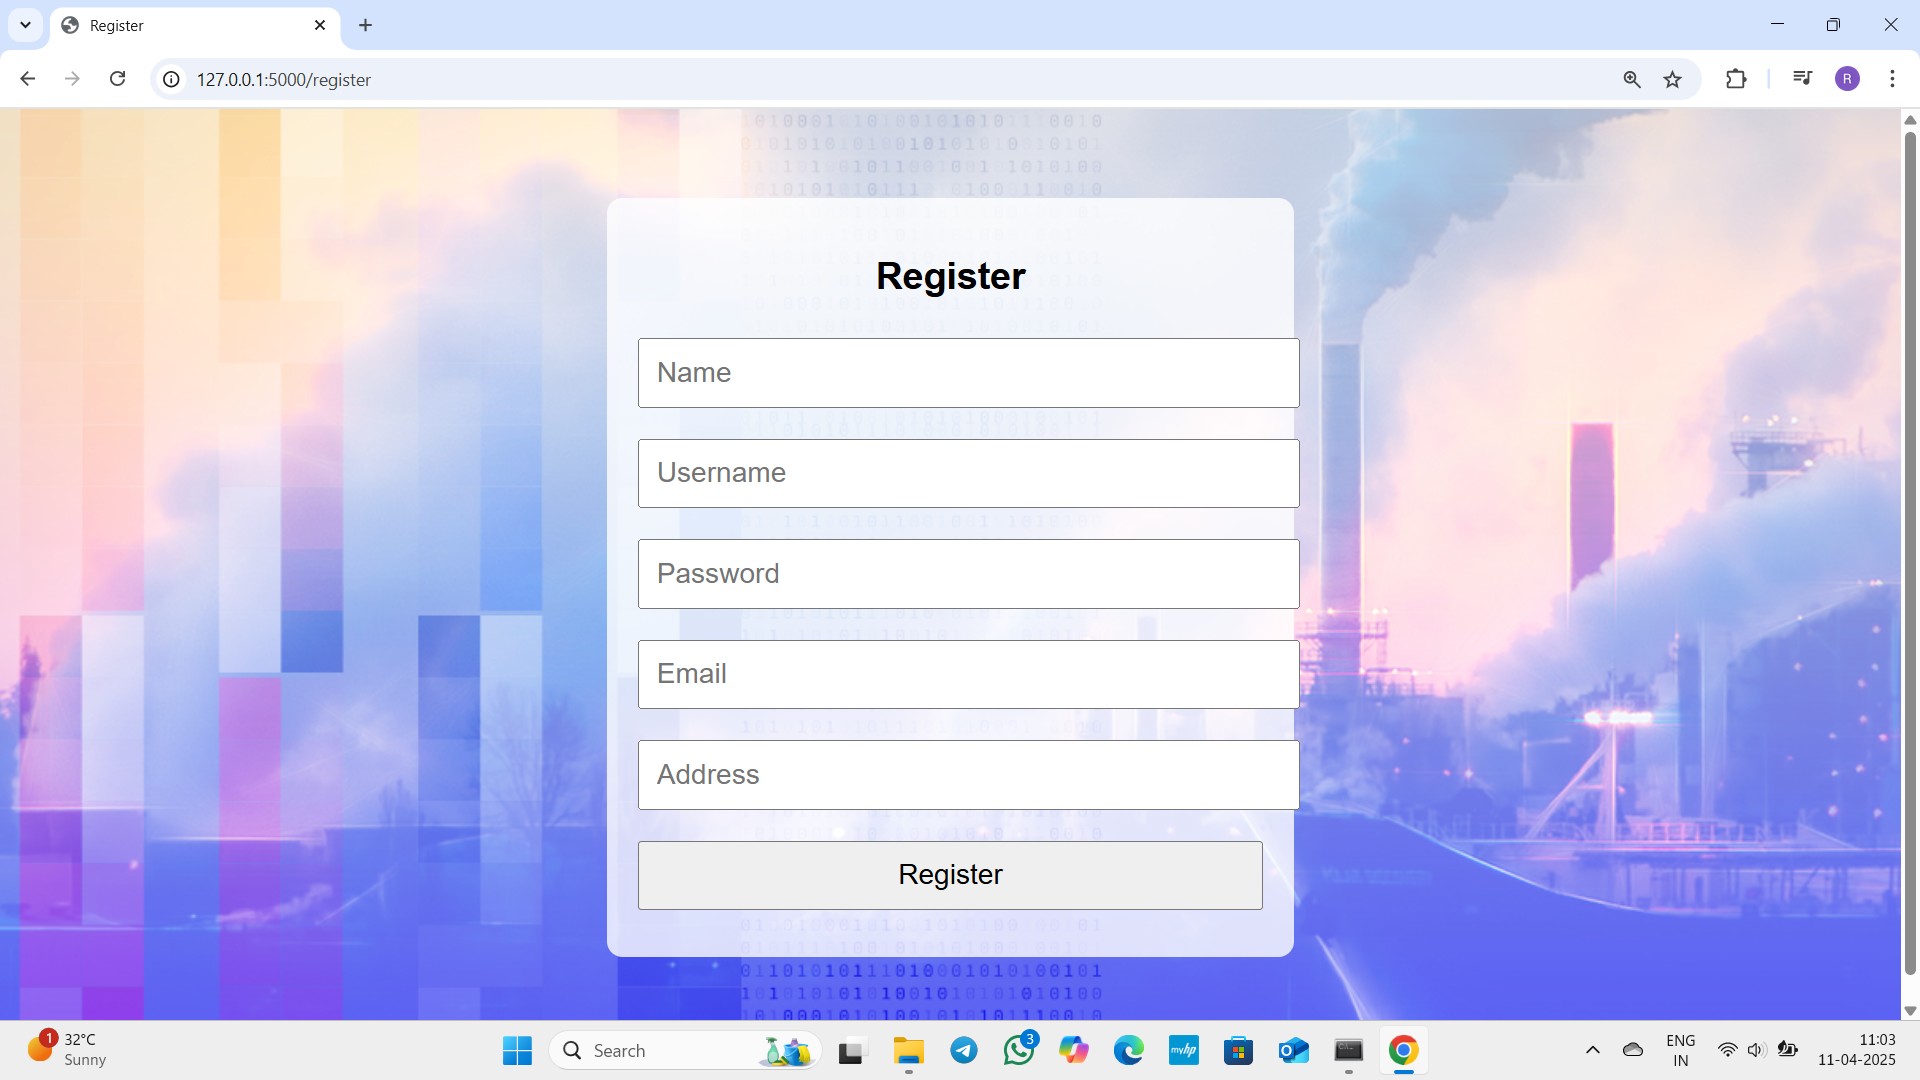 Register
127.0.0.1:5000/register
R
Register
Name
Username
Password
Email
Address
Register
1
32°C
Sunny
Search
3
myhp
ENG
IN
11:03
11-04-2025